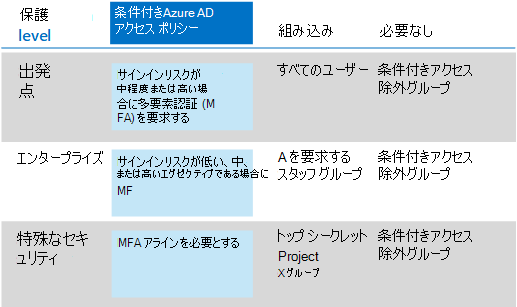 保護
level
条件付きAzure AD
アクセス ポリシー
組み込み
必要なし
出発
点
サインインリスクが
中程度または高い場
合に多要素認証 (M
FA)を要求する
すべてのユーザー
条件付きアクセス
除外グループ
エンタープライズ
サインインリスクが低い、中、
または高いエグゼクティブである場合に
MF
Aを要求する
スタッフ グループ
条件付きアクセス
除外グループ
特殊なセキ
ュリティ
MFA アラインを必要とする
トップ シークレット
Project
Xグループ
条件付きアクセス
除外グループ